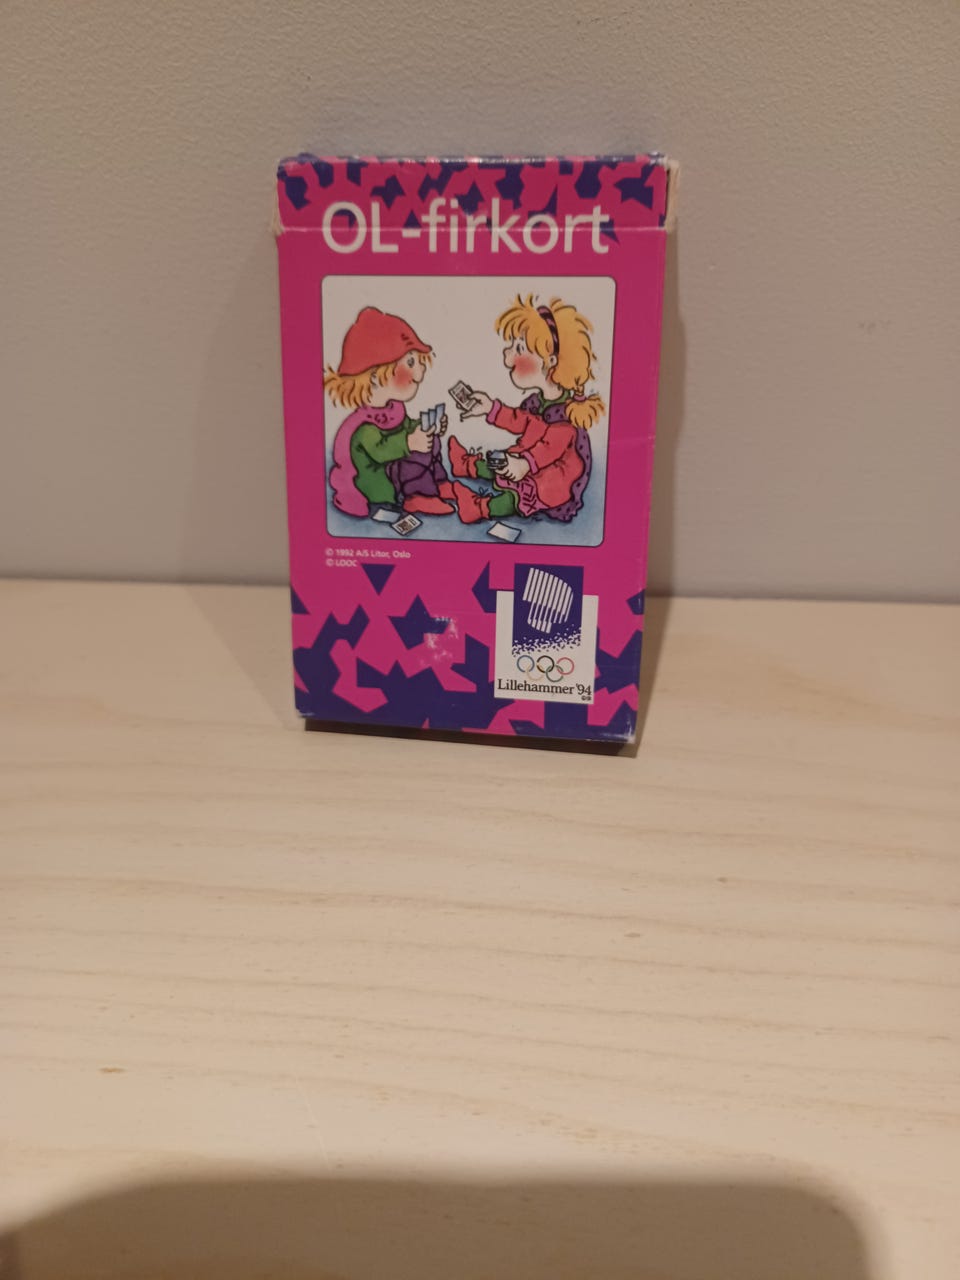 OL-firkort
© 1992 A/S Litor, Oslo
© LOOC
Lillehammer '94